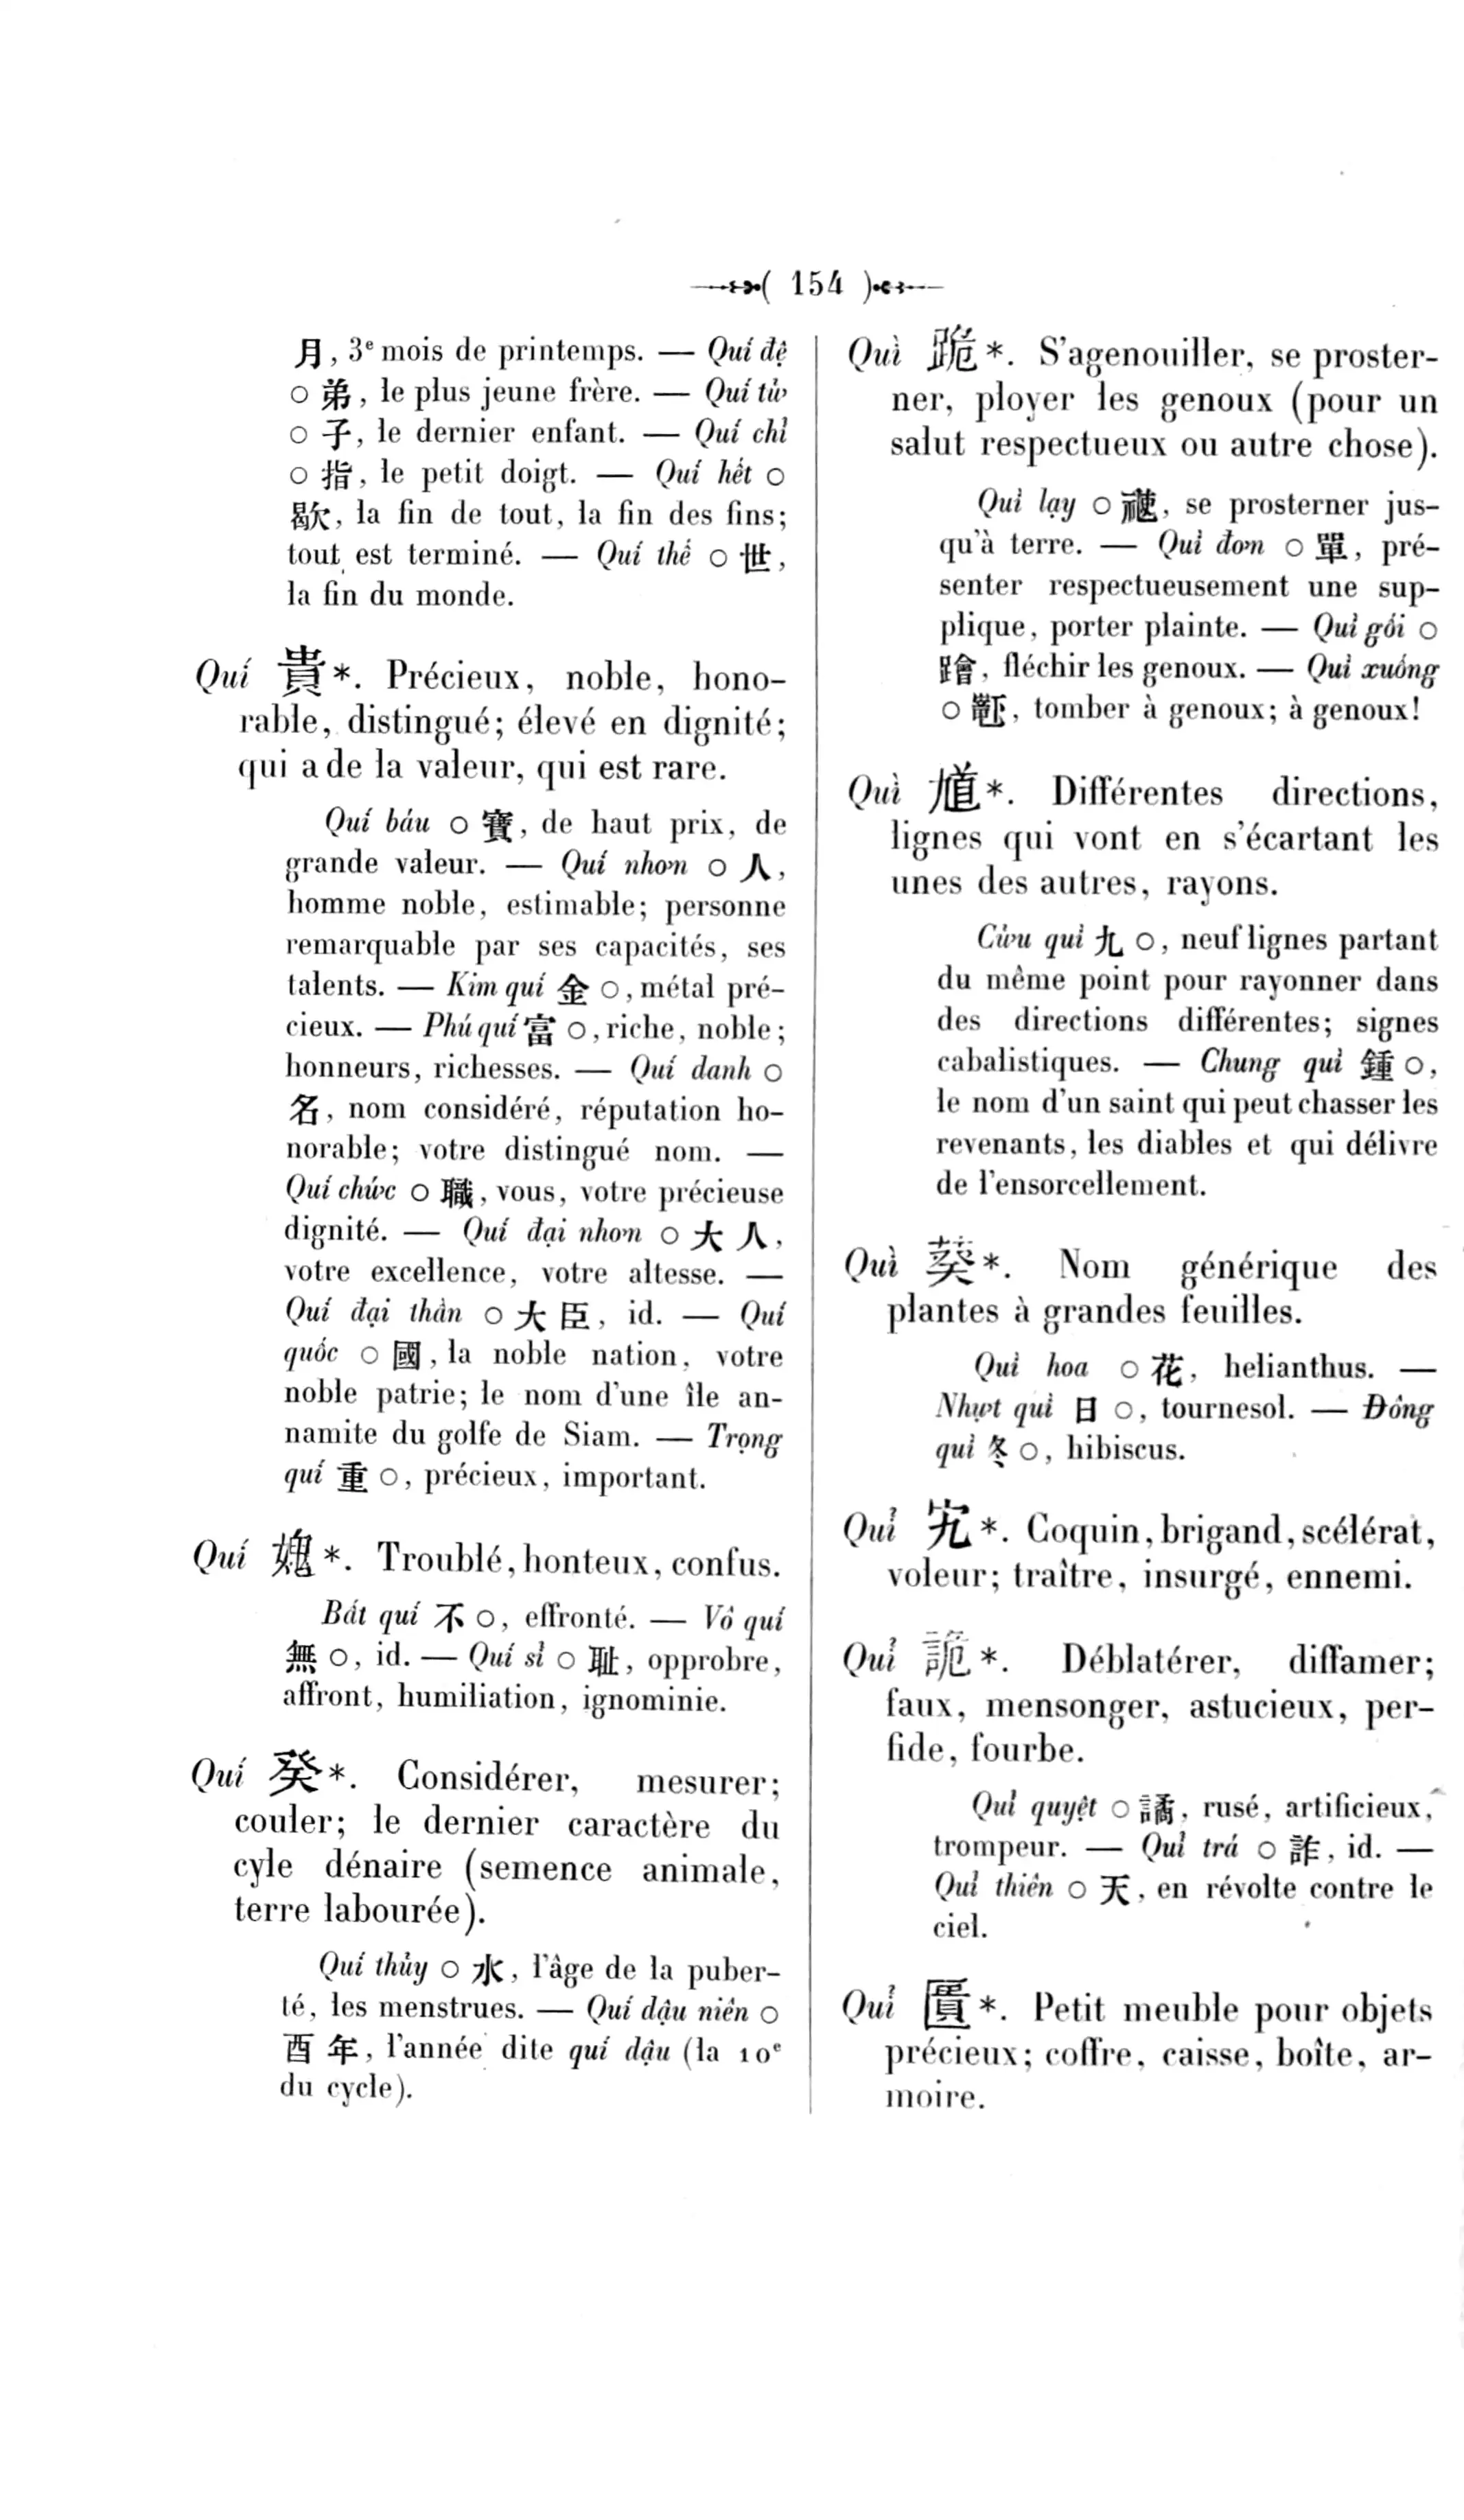 ( 154 )
月, 3e mois de printemps. — Quí đệ
○ 弟, le plus jeune frère. — Quí tử
○ 子, le dernier enfant. — Quí chỉ
○ 指, le petit doigt. — Quí hết ○
歇, la fin de tout, la fin des fins;
tout est terminé. — Quí thế ○ 世,
la fin du monde.
Quí 貴*. Précieux, noble, hono-
rable, distingué; élevé en dignité;
qui a de la valeur, qui est rare.
Quí báu ○ 寶, de haut prix, de
grande valeur. — Quí nhơn ○ 人,
homme noble, estimable; personne
remarquable par ses capacités, ses
talents. — Kim quí 金 ○, métal pré-
cieux. — Phú quí 富 ○, riche, noble;
honneurs, richesses. — Quí danh ○
名, nom considéré, réputation ho-
norable; votre distingué nom. —
Quí chức ○ 職, vous, votre précieuse
dignité. — Quí đại nhơn ○ 大 人,
votre excellence, votre altesse. —
Quí đại thần ○ 大 臣, id. — Quí
quốc ○ 國, la noble nation, votre
noble patrie; le nom d'une île an-
namite du golfe de Siam. — Trọng
quí 重 ○, précieux, important.
Quí 媿*. Troublé, honteux, confus.
Bất quí 不 ○, effronté. — Vô quí
無 ○, id. — Quí sỉ ○ 耻, opprobre,
affront, humiliation, ignominie.
Quí 癸*. Considérer, mesurer;
couler; le dernier caractère du
cyle dénaire (semence animale,
terre labourée).
Quí thủy ○ 水, l'âge de la puber-
té, les menstrues. — Quí dậu niên ○
酉 年, l'année dite quí dậu (la 10e
du cycle).
Quì 跪*. S'agenouiller, se proster-
ner, ployer les genoux (pour un
salut respectueux ou autre chose).
Quì lạy ○, se prosterner jus-
qu'à terre. — Quì đơn ○ 單, pré-
senter respectueusement une sup-
plique, porter plainte. — Quì gối ○
fléchir les genoux. — Quì xuống
○, tomber à genoux; à genoux!
Quì 馗*. Différentes directions,
lignes qui vont en s'écartant les
unes des autres, rayons.
Cửu quì 九 ○, neuf lignes partant
du même point pour rayonner dans
des directions différentes; signes
cabalistiques. — Chung quì 鍾 ○,
le nom d'un saint qui peut chasser les
revenants, les diables et qui délivre
de l'ensorcellement.
Quì 葵*. Nom générique des
plantes à grandes feuilles.
Quì hoa ○ 花, helianthus. —
Nhựt quì 日 ○, tournesol. — Đông
quì 冬 ○, hibiscus.
Quỉ 宄*. Coquin, brigand, scélérat,
voleur; traître, insurgé, ennemi.
Quỉ 詭*. Déblatérer, diffamer;
faux, mensonger, astucieux, per-
fide, fourbe.
Quỉ quyệt ○ 譎, rusé, artificieux,
trompeur. — Quỉ trá ○ 詐, id. —
Quỉ thiên ○ 天, en révolte contre le
ciel.
Quỉ 匱*. Petit meuble pour objets
précieux; coffre, caisse, boîte, ar-
moire.